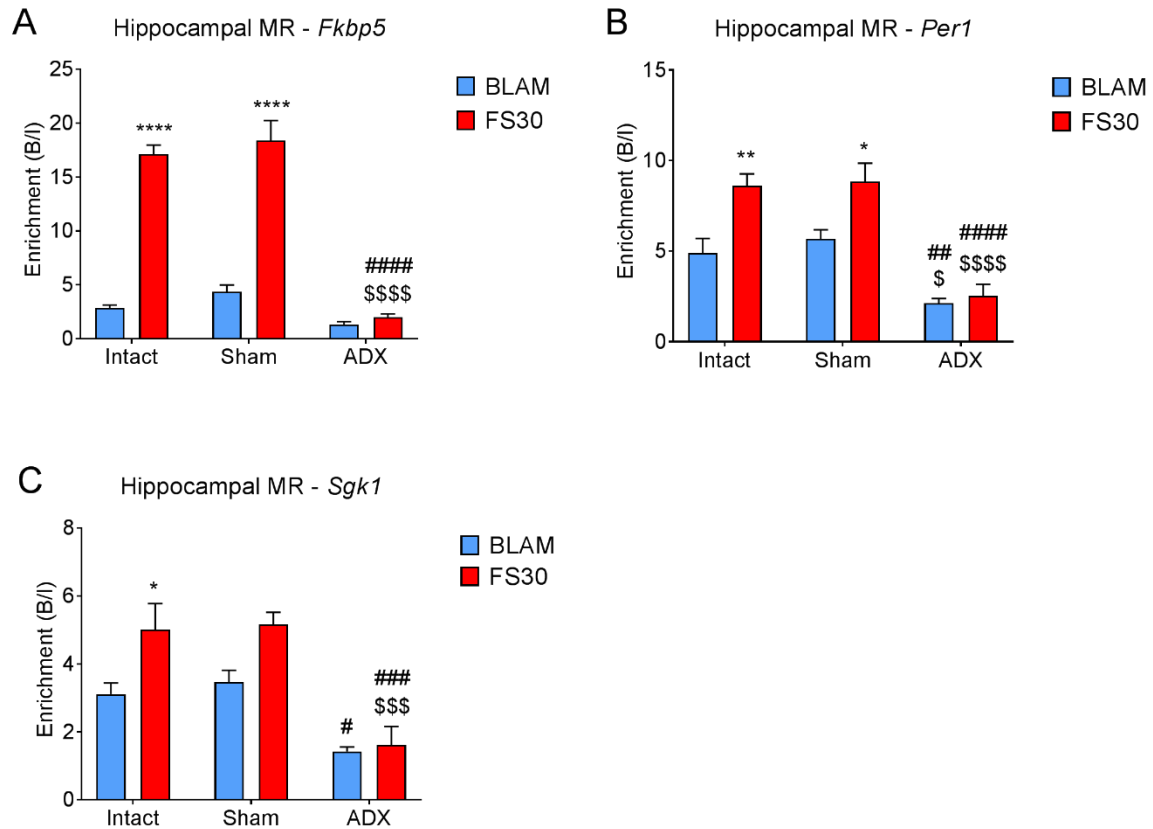 A
Hippocampal MR - Fkbp5
Enrichment (B/I)
25
20
15
10
5
0
****
****
####
$$$$
Intact
Sham
ADX
BLAM
FS30
B
Hippocampal MR - Per1
Enrichment (B/I)
15
10
5
0
**
*
##
$
####
$$$$
Intact
Sham
ADX
BLAM
FS30
C
Hippocampal MR - Sgk1
Enrichment (B/I)
8
6
4
2
0
*
#
###
$$$
Intact
Sham
ADX
BLAM
FS30